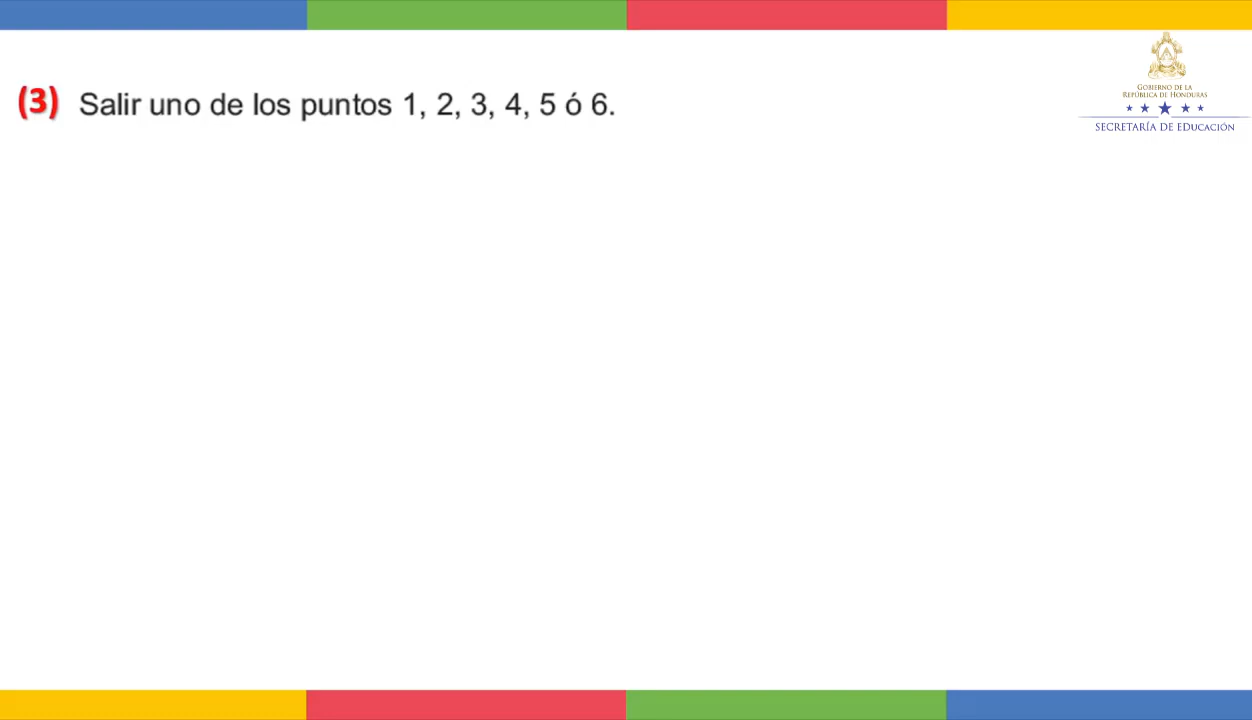 (3) Salir uno de los puntos 1, 2, 3, 4, 5 ó 6.
GOBIERNO DE LA
REPÚBLICA DE HONDURAS
SECRETARÍA DE EDUCACIÓN